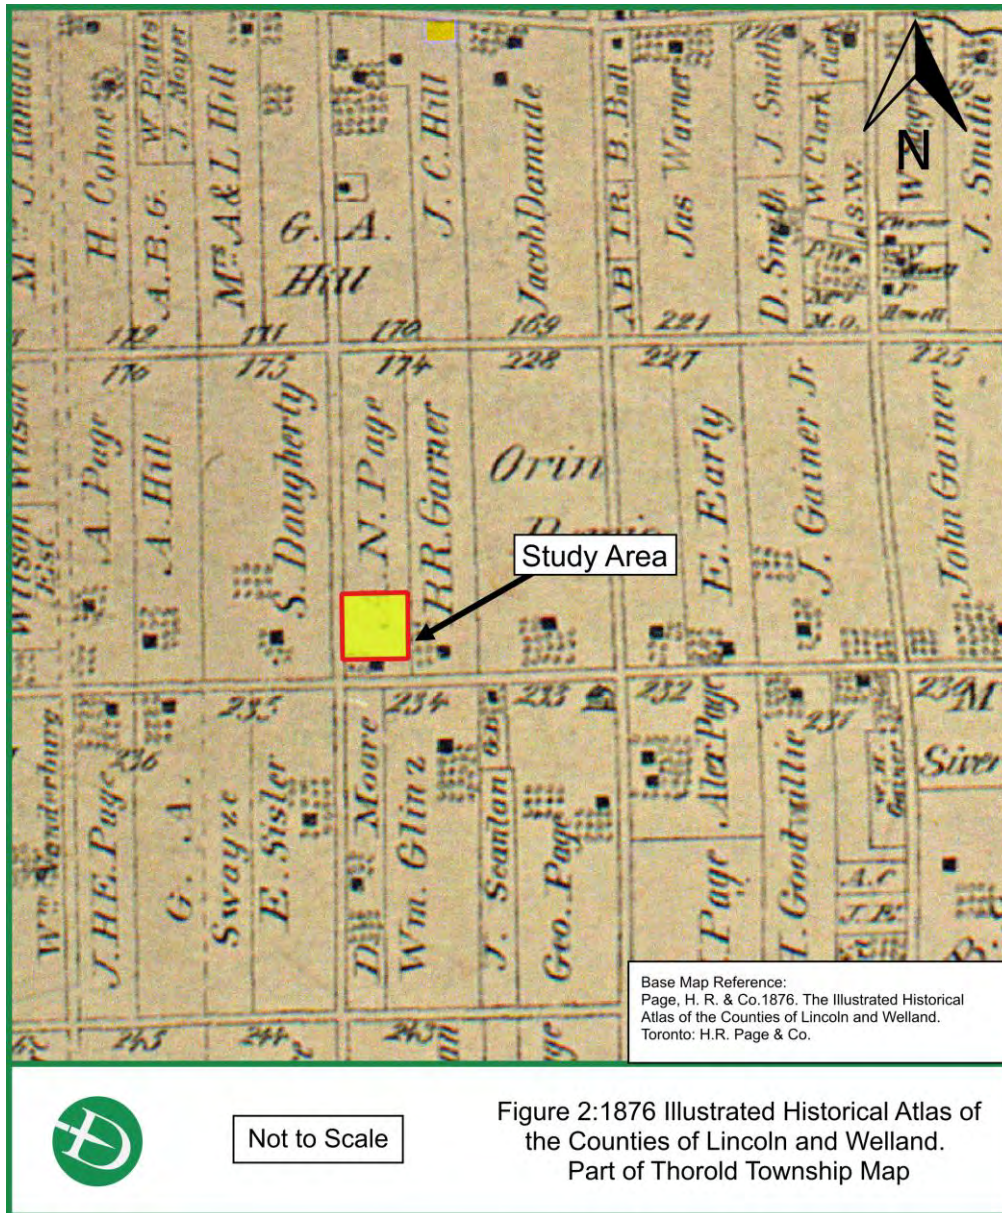 H. Cohoe
W. Platts
J. Moyer
A. B. G.
Mrs A & L Hill
G. A.
Hill
J. C. Hill
Jacob Damude
A B I R B. Ball
Jas Warner
J. Smith
D. Smith
W. Clark
Clark
S. W.
M. O.
J. Smith
N
172
171
170
169
221
176
175
174
228
227
225
A. Page
A. Hill
S. Daugherty
N. Page
R. R. Garner
Orin
E. Early
J. Gainer Jr
John Gainer
Study Area
236
235
234
233
232
231
230
Wm Vanderburg
J. H E. Page
G. A.
Swayze
E. Sisler
D Moore
Wm. Glinz
J. Scanlon
Geo. Page
Alex Page
Page
I. Goodwillie
A. C
J. E.
M
Siver
245
244
243
Base Map Reference:
Page, H. R. & Co.1876. The Illustrated Historical
Atlas of the Counties of Lincoln and Welland.
Toronto: H.R. Page & Co.
D
Not to Scale
Figure 2:1876 Illustrated Historical Atlas of
the Counties of Lincoln and Welland.
Part of Thorold Township Map